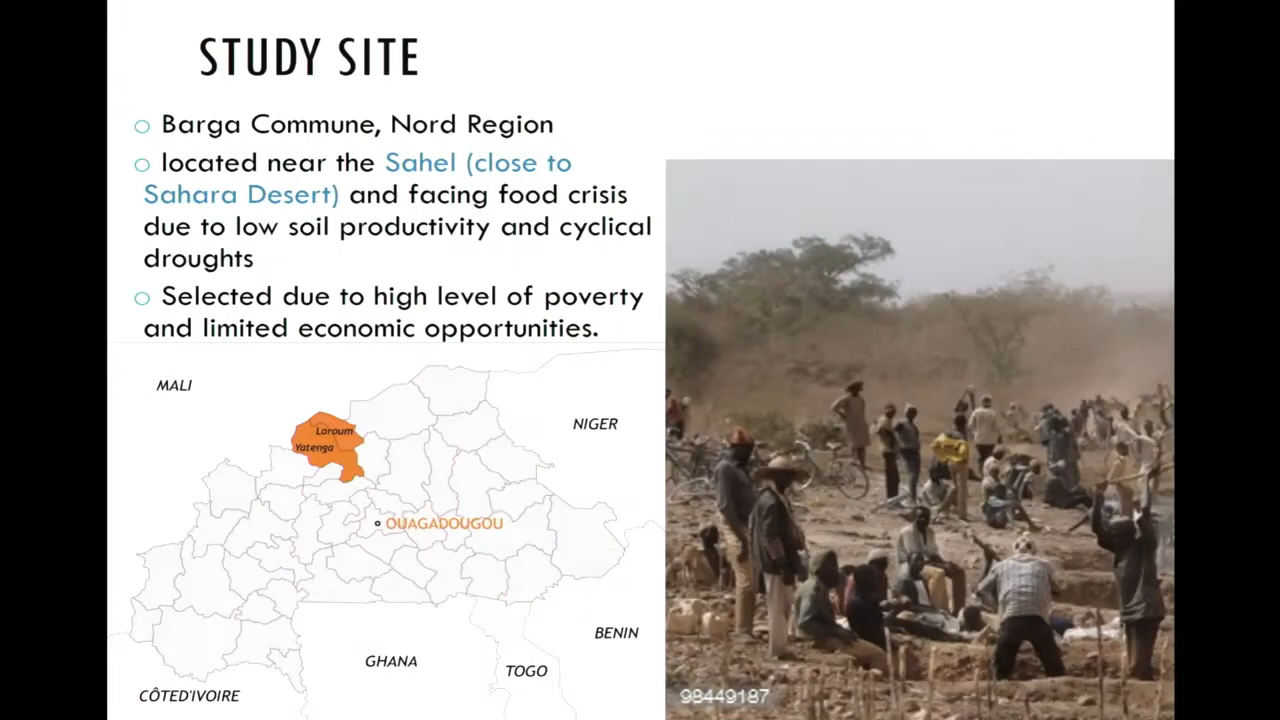 STUDY SITE
Barga Commune, Nord Region
located near the Sahel (close to
Sahara Desert) and facing food crisis
due to low soil productivity and cyclical
droughts
Selected due to high level of poverty
and limited economic opportunities.
MALI
NIGER
Loroum
Yatenga
OUAGADOUGOU
BENIN
GHANA
TOGO
CÔTED'IVOIRE
98449187